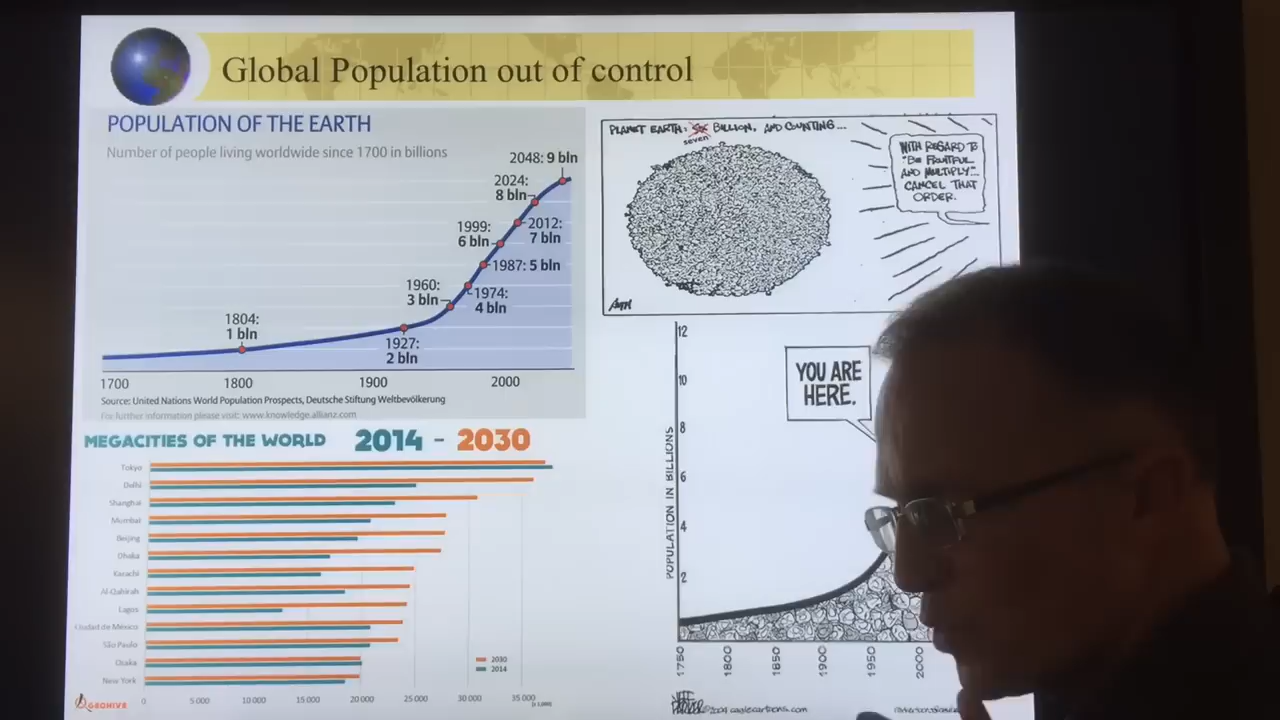 Global Population out of control
POPULATION OF THE EARTH
Number of people living worldwide since 1700 in billions
2048: 9 bln
2024:
8 bln
2012:
7 bln
1999:
6 bln
1987: 5 bln
1974:
4 bln
1960:
3 bln
1927:
2 bln
1804:
1 bln
1700 1800 1900 2000
Source: United Nations World Population Prospects, Deutsche Stiftung Weltbevölkerung
For further information please visit: www.knowledge.allianz.com
PLANET EARTH: SIX BILLION, AND COUNTING...
seven
WITH REGARD TO
"BE FRUITFUL
AND MULTIPLY"...
CANCEL THAT
ORDER.
AUTH
MEGACITIES OF THE WORLD 2014 - 2030
Tokyo
Delhi
Shanghai
Mumbai
Beijing
Dhaka
Karachi
Al-Qahirah
Lagos
Ciudad de México
São Paulo
Osaka
New York
2030
2014
0 5 000 10 000 15 000 20 000 25 000 30 000 35 000
(x 1,000)
GEOHIVE
YOU ARE
HERE.
POPULATION IN BILLIONS
12
10
8
6
4
2
1750 1800 1850 1900 1950 2000
©2004 caglecartoons.com